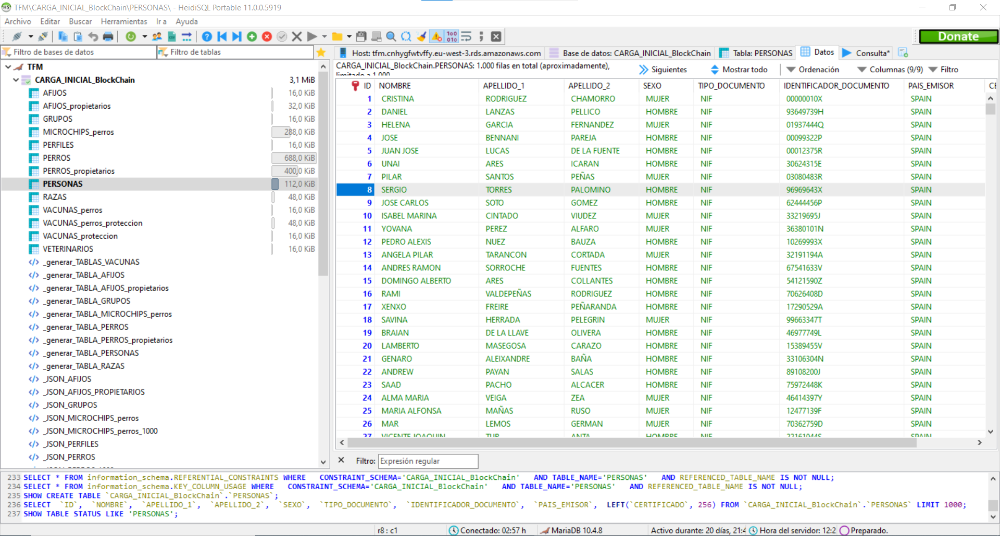 TFM\CARGA_INICIAL_BlockChain\PERSONAS\ - HeidiSQL Portable 11.0.0.5919
Archivo Editar Buscar Herramientas Ir a Ayuda
Donate
Filtro de bases de datos
Filtro de tablas
TFM
CARGA_INICIAL_BlockChain 3,1 MiB
AFIJOS 16,0 KiB
AFIJOS_propietarios 32,0 KiB
GRUPOS 16,0 KiB
MICROCHIPS_perros 288,0 KiB
PERFILES 16,0 KiB
PERROS 688,0 KiB
PERROS_propietarios 400,0 KiB
PERSONAS 112,0 KiB
RAZAS 48,0 KiB
VACUNAS_perros 16,0 KiB
VACUNAS_perros_proteccion 48,0 KiB
VACUNAS_proteccion 16,0 KiB
VETERINARIOS 16,0 KiB
_generar_TABLAS_VACUNAS
_generar_TABLA_AFIJOS
_generar_TABLA_AFIJOS_propietarios
_generar_TABLA_GRUPOS
_generar_TABLA_MICROCHIPS_perros
_generar_TABLA_PERROS
_generar_TABLA_PERROS_propietarios
_generar_TABLA_PERSONAS
_generar_TABLA_RAZAS
_JSON_AFIJOS
_JSON_AFIJOS_PROPIETARIOS
_JSON_GRUPOS
_JSON_MICROCHIPS_perros
_JSON_MICROCHIPS_perros_1000
_JSON_PERFILES
_JSON_PERROS
Host: tfm.cnhygfwtvffy.eu-west-3.rds.amazonaws.com Base de datos: CARGA_INICIAL_BlockChain Tabla: PERSONAS Datos Consulta*
CARGA_INICIAL_BlockChain.PERSONAS: 1.000 filas en total (aproximadamente),
limitado a 1.000
Siguientes Mostrar todo Ordenación Columnas (9/9) Filtro
ID NOMBRE APELLIDO_1 APELLIDO_2 SEXO TIPO_DOCUMENTO IDENTIFICADOR_DOCUMENTO PAIS_EMISOR CE
1 CRISTINA RODRIGUEZ CHAMORRO MUJER NIF 00000010X SPAIN
2 DANIEL LANZAS PELLICO HOMBRE NIF 93649739H SPAIN
3 HELENA GARCIA FERNANDEZ MUJER NIF 01937444Q SPAIN
4 JOSE BENNANI PAREJA HOMBRE NIF 00099322P SPAIN
5 JUAN JOSE LUCAS DE LA FUENTE HOMBRE NIF 00012375R SPAIN
6 UNAI ARES ICARAN HOMBRE NIF 30624315E SPAIN
7 PILAR SANTOS PEÑAS MUJER NIF 03080483R SPAIN
8 SERGIO TORRES PALOMINO HOMBRE NIF 96969643X SPAIN
9 JOSE CARLOS SOTO GOMEZ HOMBRE NIF 62444456P SPAIN
10 ISABEL MARINA CINTADO VIUDEZ MUJER NIF 33219695J SPAIN
11 YOVANA PEREZ ALFARO MUJER NIF 36380101N SPAIN
12 PEDRO ALEXIS NUEZ BAUZA HOMBRE NIF 10269993X SPAIN
13 ANGELA PILAR TARANCON CORTADA MUJER NIF 32191194A SPAIN
14 ANDRES RAMON SORROCHE FUENTES HOMBRE NIF 67541633V SPAIN
15 DOMINGO ALBERTO ARES COLLANTES HOMBRE NIF 54121590Z SPAIN
16 RAMI VALDEPEÑAS RODRIGUEZ HOMBRE NIF 70626408D SPAIN
17 XENXO FREIRE PEÑARANDA HOMBRE NIF 17290529A SPAIN
18 SAVINA HERRADA PELEGRIN MUJER NIF 99663347T SPAIN
19 BRAIAN DE LA LLAVE OLIVERA HOMBRE NIF 46977749L SPAIN
20 LAMBERTO MASEGOSA CARAZO HOMBRE NIF 15389455V SPAIN
21 GENARO ALEIXANDRE BAÑA HOMBRE NIF 33106304N SPAIN
22 ANDREW PAYAN SALAS HOMBRE NIF 89108200J SPAIN
23 SAAD PACHO ALCACER HOMBRE NIF 75972448K SPAIN
24 ALMA MARIA VEIGA ZEA MUJER NIF 46414397Y SPAIN
25 MARIA ALFONSA MAÑAS RUSO MUJER NIF 12477139F SPAIN
26 MAR LEMOS GERMAN MUJER NIF 70362759D SPAIN
27 VICENTE JOAQUIN TUR ANTA HOMBRE NIF 22161044S SPAIN
Filtro: Expresión regular
233 SELECT * FROM information_schema.REFERENTIAL_CONSTRAINTS WHERE CONSTRAINT_SCHEMA='CARGA_INICIAL_BlockChain' AND TABLE_NAME='PERSONAS' AND REFERENCED_TABLE_NAME IS NOT NULL;
234 SELECT * FROM information_schema.KEY_COLUMN_USAGE WHERE CONSTRAINT_SCHEMA='CARGA_INICIAL_BlockChain' AND TABLE_NAME='PERSONAS' AND REFERENCED_TABLE_NAME IS NOT NULL;
235 SHOW CREATE TABLE `CARGA_INICIAL_BlockChain`.`PERSONAS`;
236 SELECT `ID`, `NOMBRE`, `APELLIDO_1`, `APELLIDO_2`, `SEXO`, `TIPO_DOCUMENTO`, `IDENTIFICADOR_DOCUMENTO`, `PAIS_EMISOR`, LEFT(`CERTIFICADO`, 256) FROM `CARGA_INICIAL_BlockChain`.`PERSONAS` LIMIT 1000;
237 SHOW TABLE STATUS LIKE 'PERSONAS';
r8 : c1 Conectado: 02:57 h MariaDB 10.4.8 Activo durante: 20 días, 21:4 Hora del servidor: 12:2 Preparado.